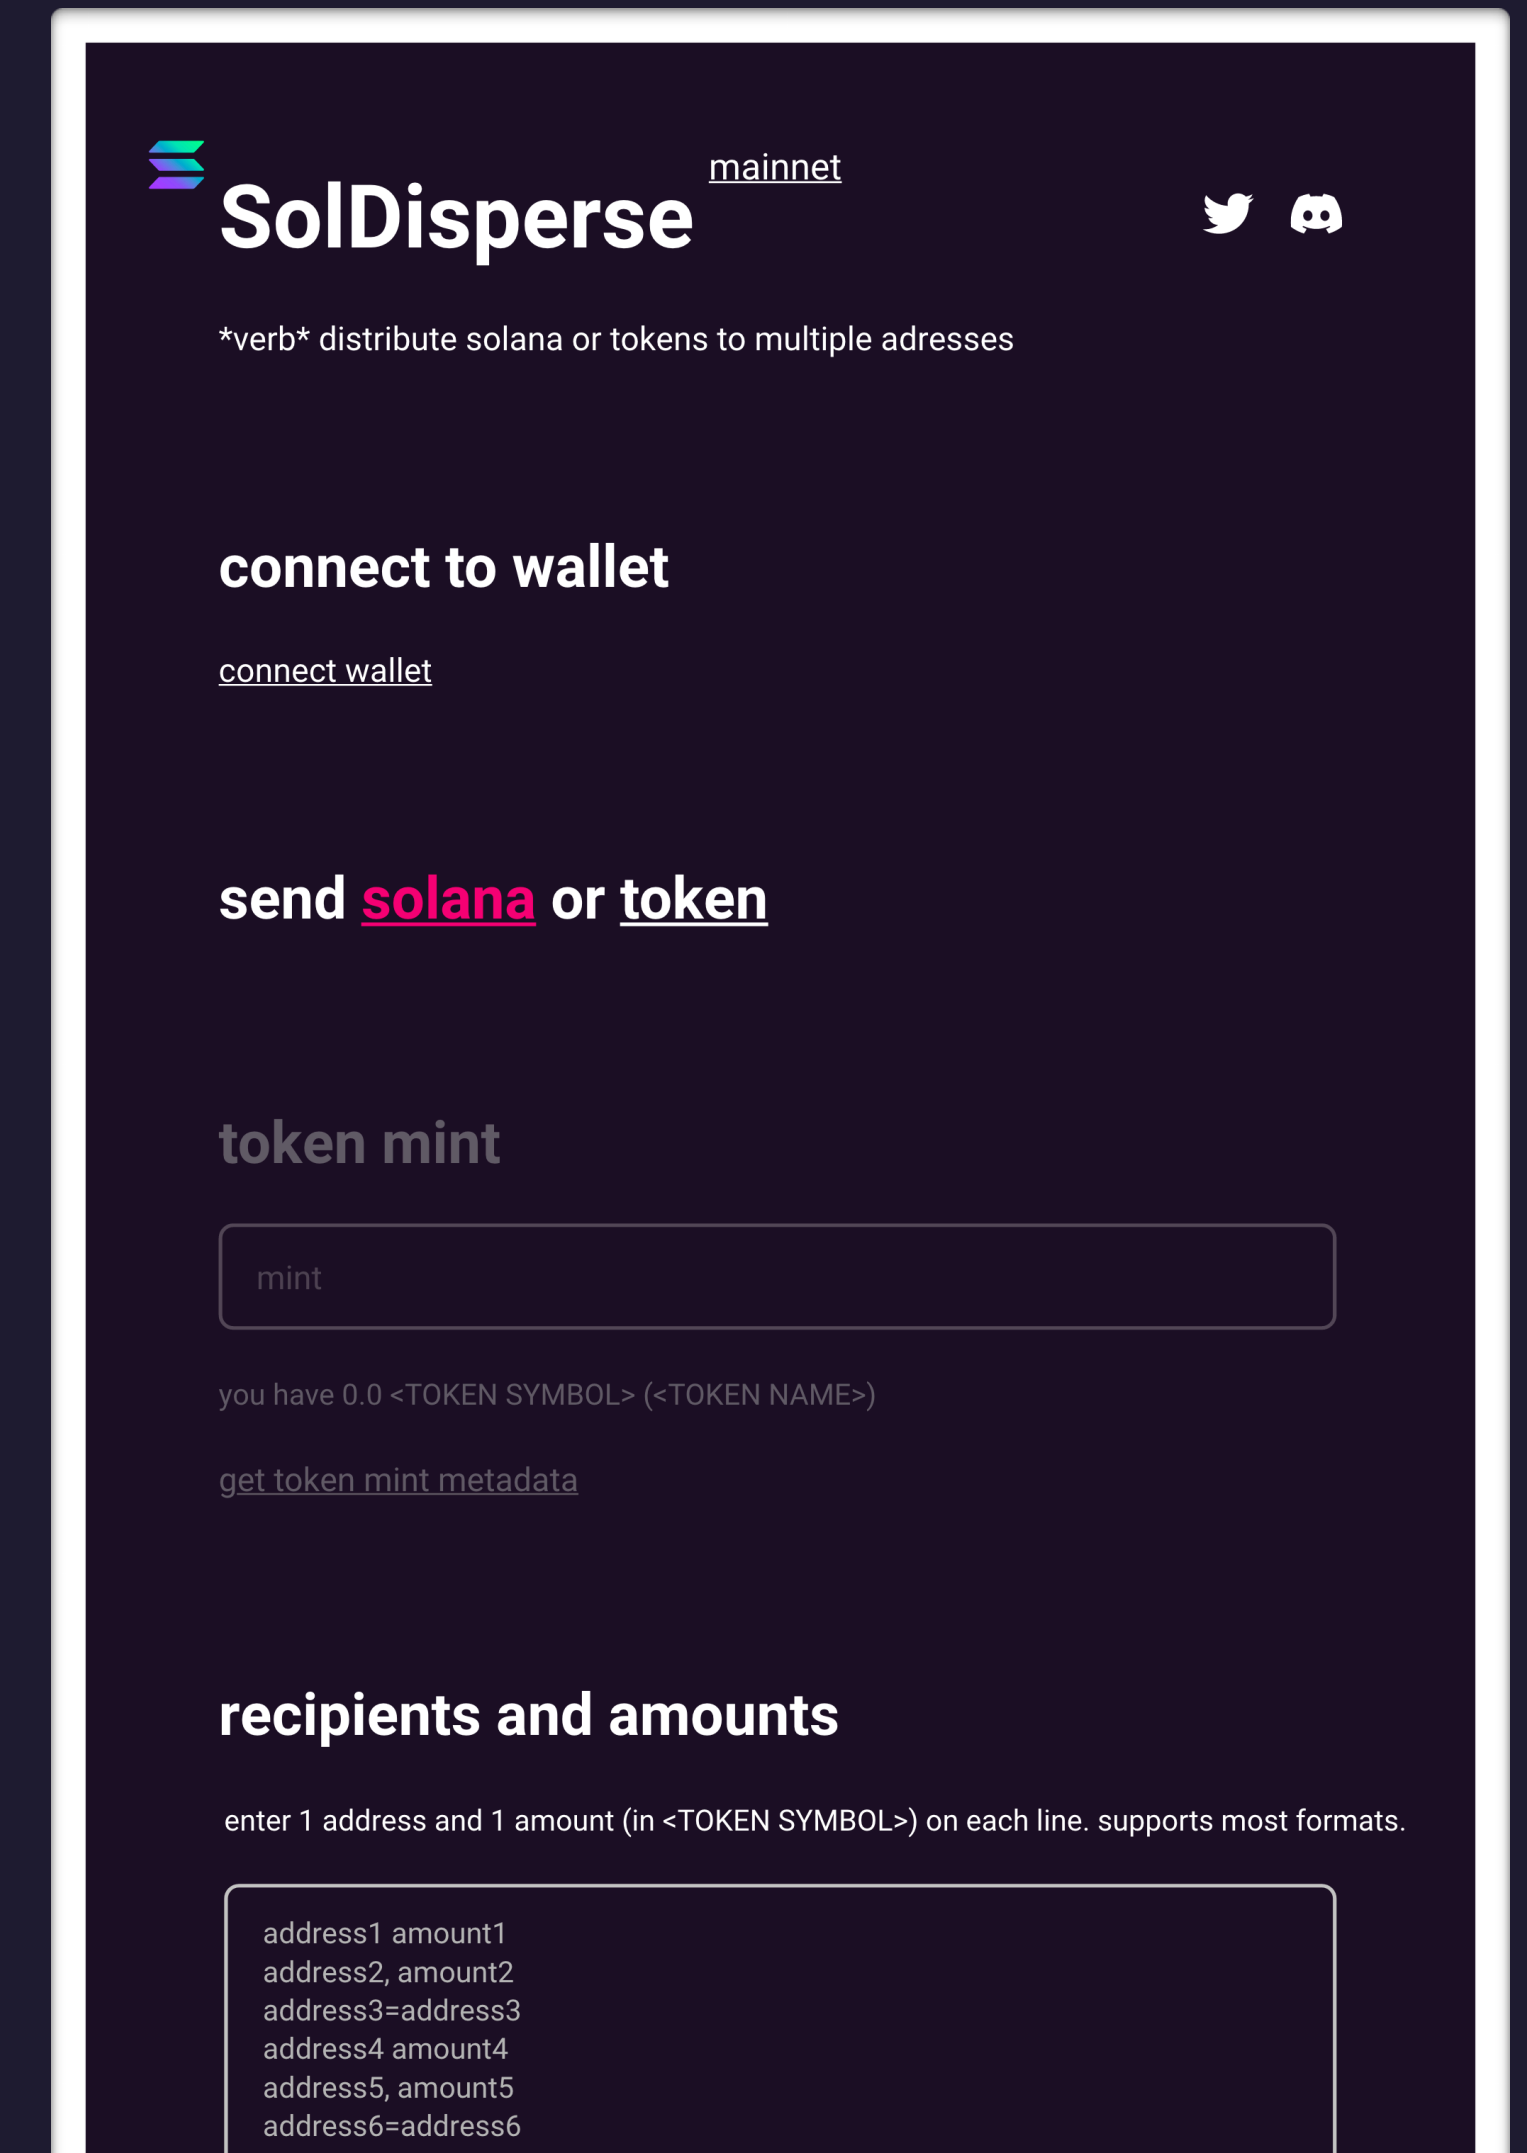 SolDisperse
mainnet
*verb* distribute solana or tokens to multiple adresses
connect to wallet
connect wallet
send solana or token
token mint
mint
you have 0.0 <TOKEN SYMBOL> (<TOKEN NAME>)
get token mint metadata
recipients and amounts
enter 1 address and 1 amount (in <TOKEN SYMBOL>) on each line. supports most formats.
address1 amount1
address2, amount2
address3=address3
address4 amount4
address5, amount5
address6=address6